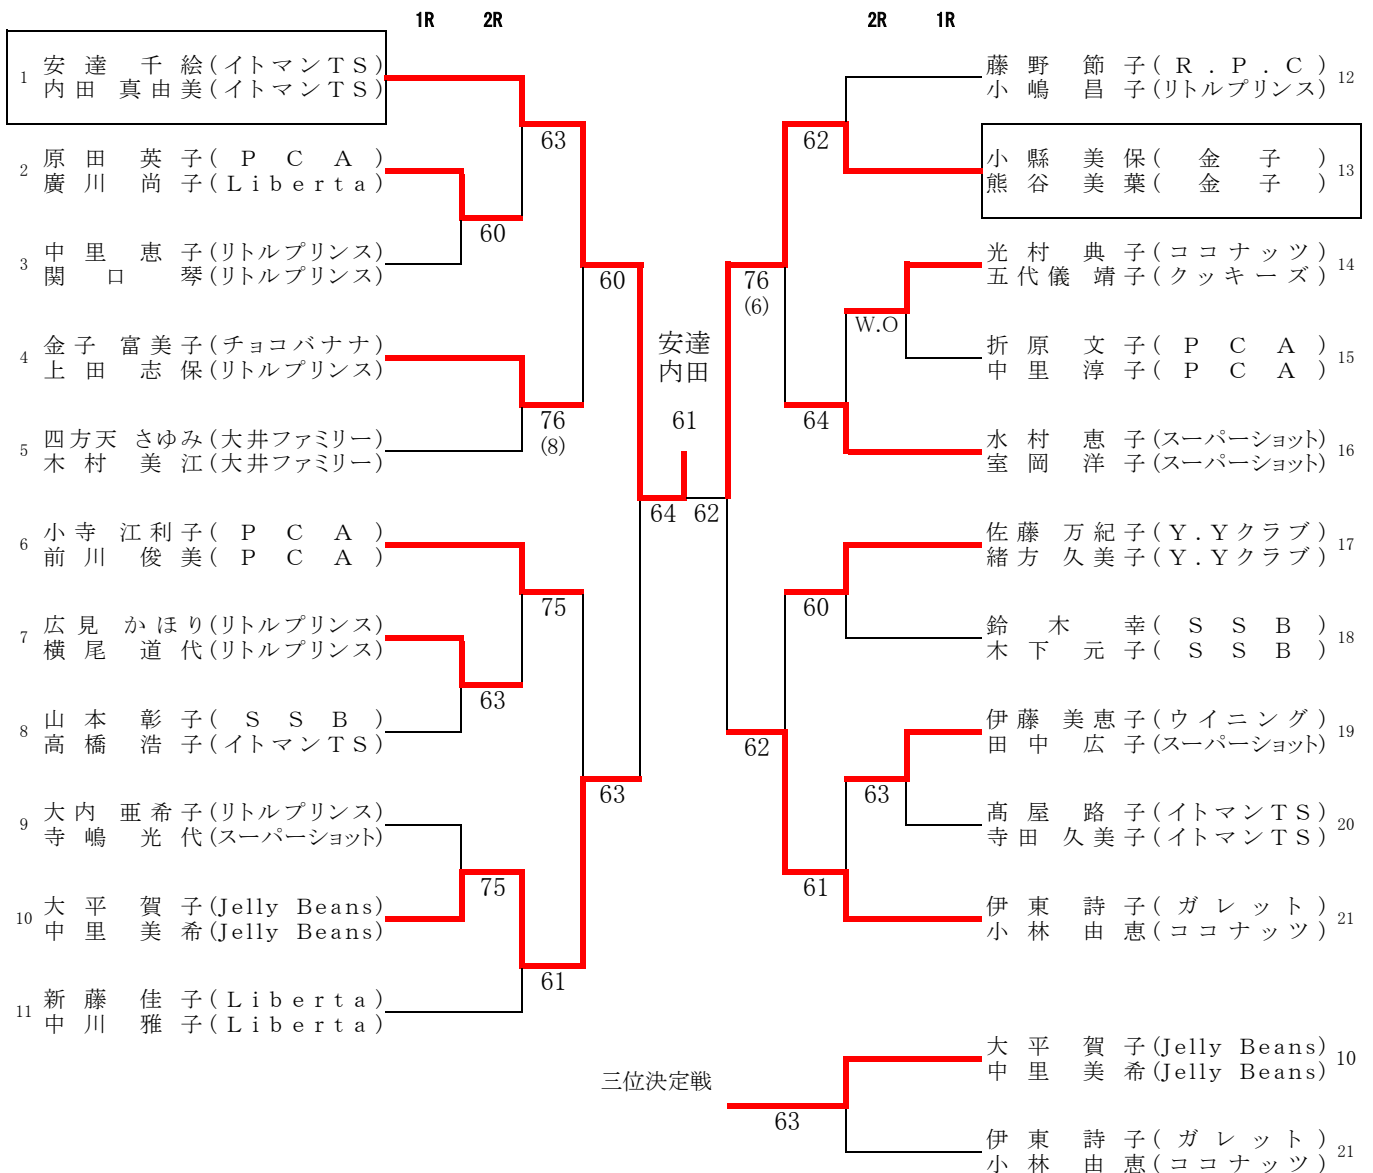 1R 2R 2R 1R
1 安達 千絵(イトマンTS)
内田 真由美(イトマンTS)
2 原田 英子(PCA)
廣川 尚子(Liberta)
3 中里 恵子(リトルプリンス)
関口 琴(リトルプリンス)
4 金子 富美子(チョコバナナ)
上田 志保(リトルプリンス)
5 四方天 さゆみ(大井ファミリー)
木村 美江(大井ファミリー)
6 小寺 江利子(PCA)
前川 俊美(PCA)
7 広見 かほり(リトルプリンス)
横尾 道代(リトルプリンス)
8 山本 彰子(SSB)
高橋 浩子(イトマンTS)
9 大内 亜希子(リトルプリンス)
寺嶋 光代(スーパーショット)
10 大平 賀子(Jelly Beans)
中里 美希(Jelly Beans)
11 新藤 佳子(Liberta)
中川 雅子(Liberta)
63
60
60
76
(8)
75
63
63
75
61
安達
内田
61
64 62
62
76
(6)
W.O
64
60
62
63
61
藤野 節子(R.P.C) 12
小嶋 昌子(リトルプリンス)
小縣 美保(金子) 13
熊谷 美葉(金子)
光村 典子(ココナッツ) 14
五代儀 靖子(クッキーズ)
折原 文子(PCA) 15
中里 淳子(PCA)
水村 恵子(スーパーショット) 16
室岡 洋子(スーパーショット)
佐藤 万紀子(Y.Yクラブ) 17
緒方 久美子(Y.Yクラブ)
鈴木 幸(SSB) 18
木下 元子(SSB)
伊藤 美恵子(ウイニング) 19
田中 広子(スーパーショット)
髙屋 路子(イトマンTS) 20
寺田 久美子(イトマンTS)
伊東 詩子(ガレット) 21
小林 由恵(ココナッツ)
三位決定戦
63
大平 賀子(Jelly Beans) 10
中里 美希(Jelly Beans)
伊東 詩子(ガレット) 21
小林 由恵(ココナッツ)